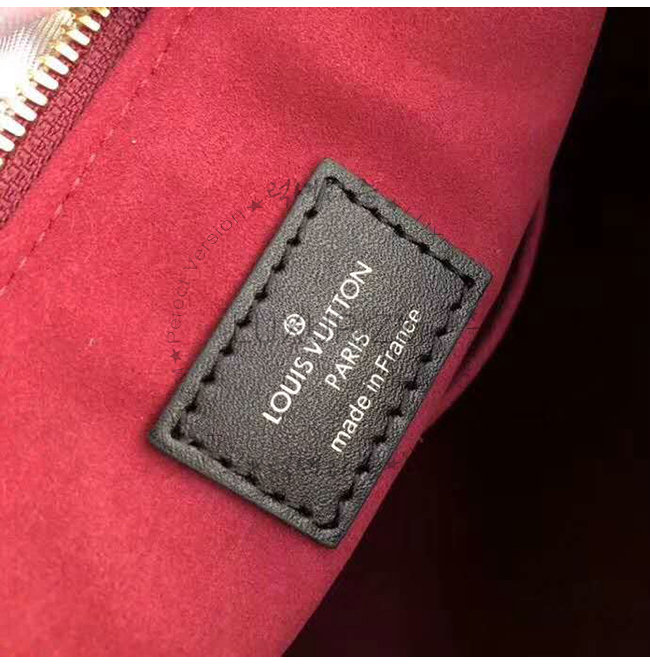 ®
LOUIS VUITTON
PARIS
made in France
★Perfect version★